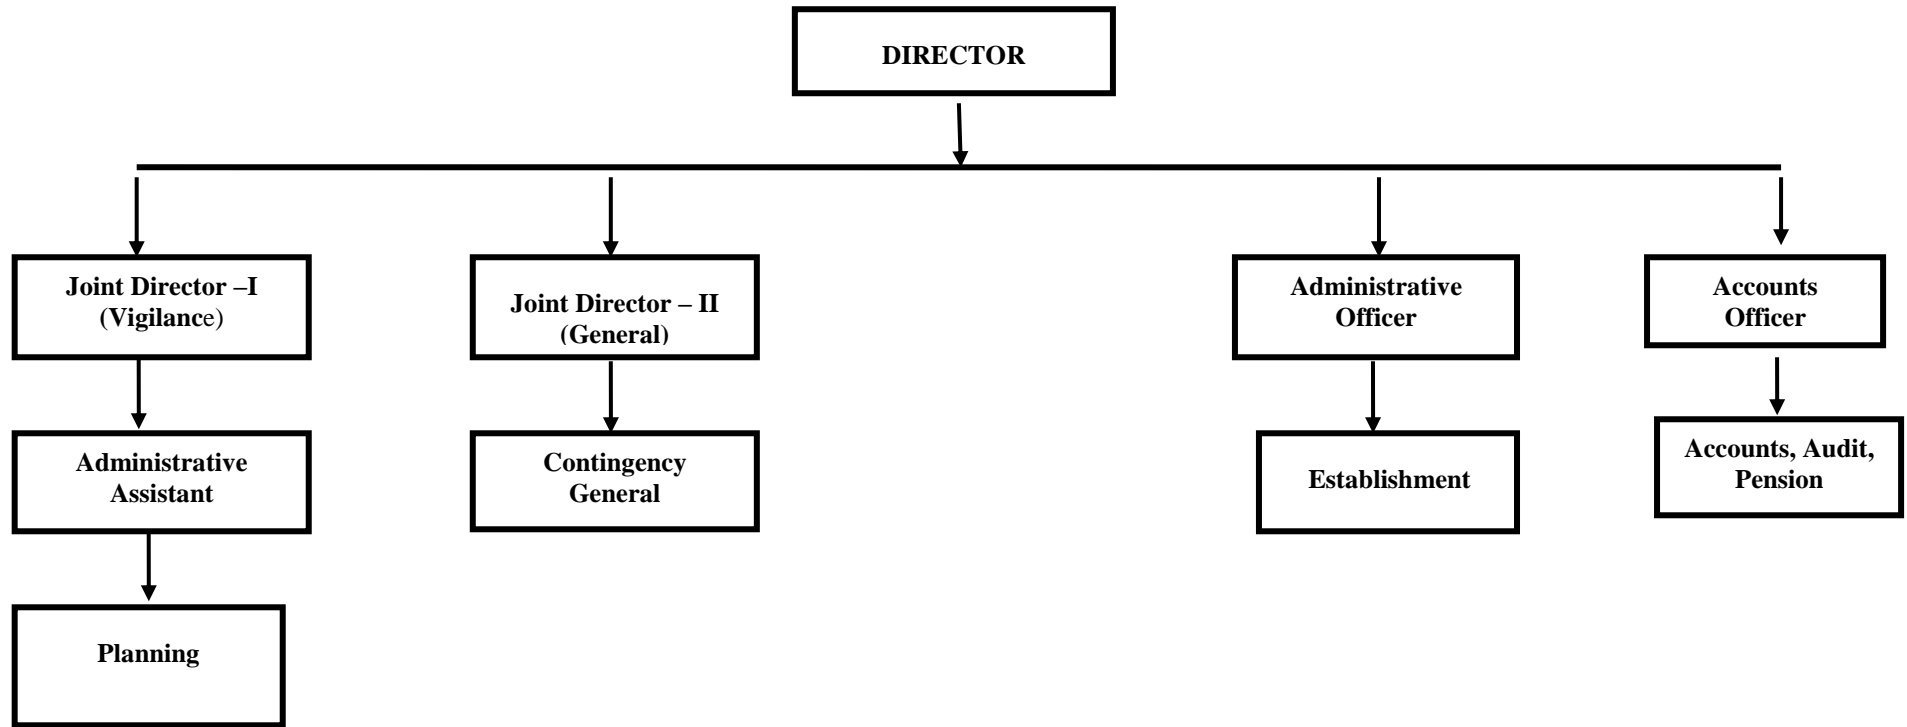 DIRECTOR
Joint Director –I
(Vigilance)
Joint Director – II
(General)
Administrative
Officer
Accounts
Officer
Administrative
Assistant
Contingency
General
Establishment
Accounts, Audit,
Pension
Planning